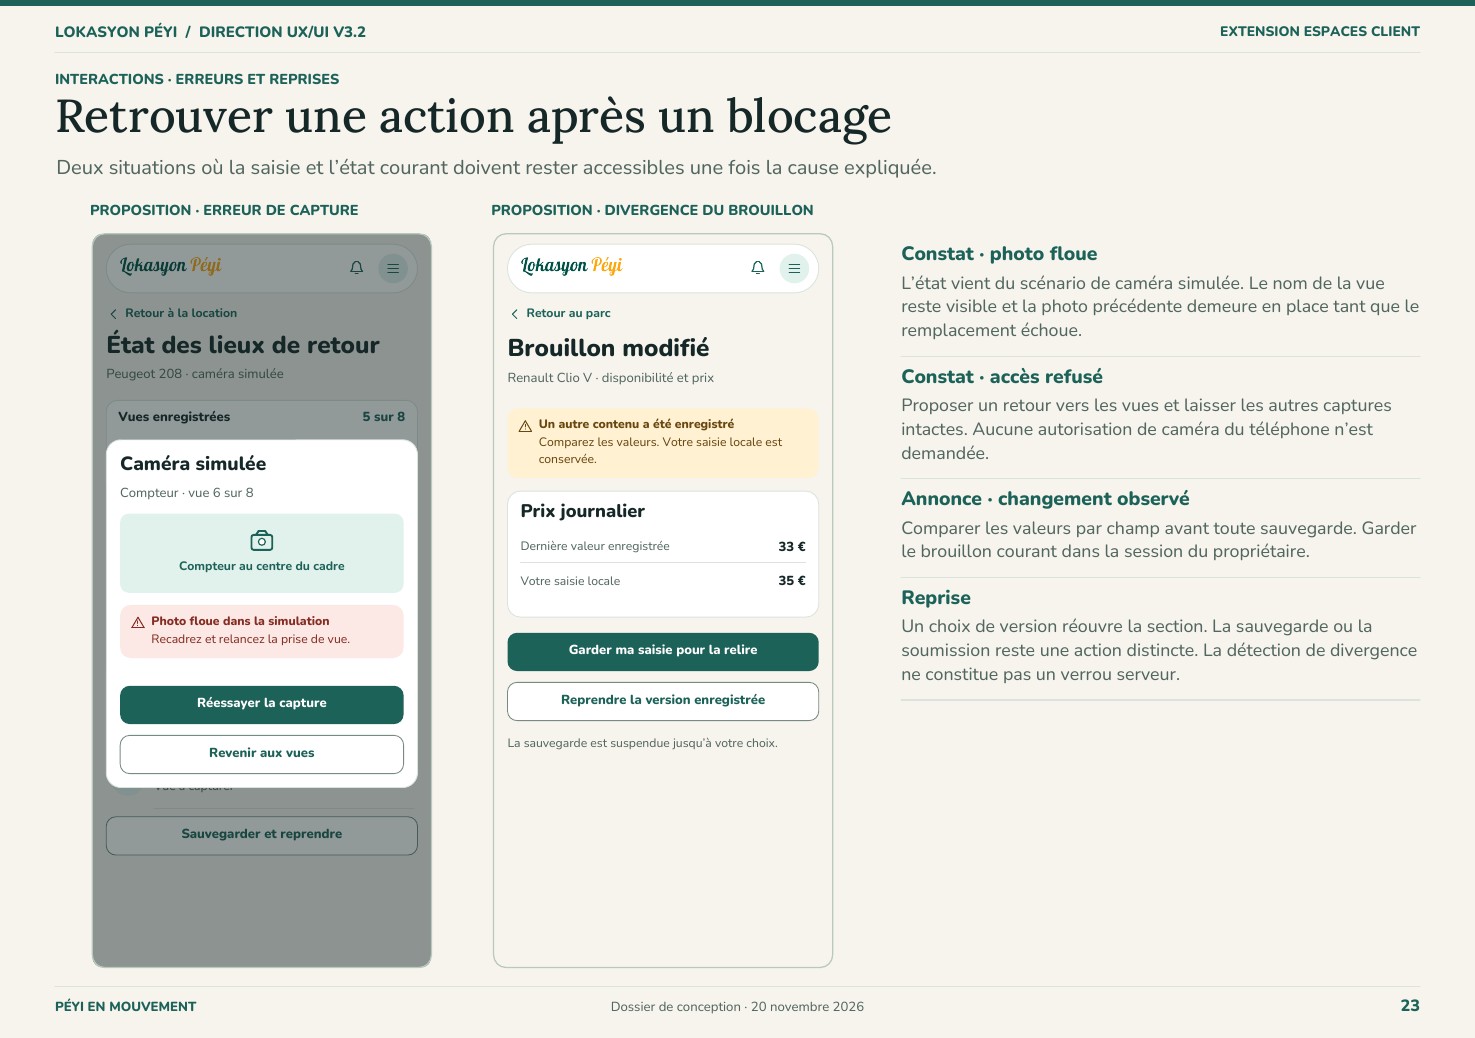 LOKASYON PÉYI / DIRECTION UX/UI V3.2
EXTENSION ESPACES CLIENT
INTERACTIONS · ERREURS ET REPRISES
Retrouver une action après un blocage
Deux situations où la saisie et l’état courant doivent rester accessibles une fois la cause expliquée.
PROPOSITION · ERREUR DE CAPTURE
Lokasyon Péyi
Retour à la location
État des lieux de retour
Peugeot 208 · caméra simulée
Vues enregistrées
5 sur 8
Caméra simulée
Compteur · vue 6 sur 8
Compteur au centre du cadre
Photo floue dans la simulation
Recadrez et relancez la prise de vue.
Réessayer la capture
Revenir aux vues
Sauvegarder et reprendre
PROPOSITION · DIVERGENCE DU BROUILLON
Lokasyon Péyi
Retour au parc
Brouillon modifié
Renault Clio V · disponibilité et prix
Un autre contenu a été enregistré
Comparez les valeurs. Votre saisie locale est
conservée.
Prix journalier
Dernière valeur enregistrée
33 €
Votre saisie locale
35 €
Garder ma saisie pour la relire
Reprendre la version enregistrée
La sauvegarde est suspendue jusqu’à votre choix.
Constat · photo floue
L’état vient du scénario de caméra simulée. Le nom de la vue
reste visible et la photo précédente demeure en place tant que le
remplacement échoue.
Constat · accès refusé
Proposer un retour vers les vues et laisser les autres captures
intactes. Aucune autorisation de caméra du téléphone n’est
demandée.
Annonce · changement observé
Comparer les valeurs par champ avant toute sauvegarde. Garder
le brouillon courant dans la session du propriétaire.
Reprise
Un choix de version réouvre la section. La sauvegarde ou la
soumission reste une action distincte. La détection de divergence
ne constitue pas un verrou serveur.
PÉYI EN MOUVEMENT
Dossier de conception · 20 novembre 2026
23